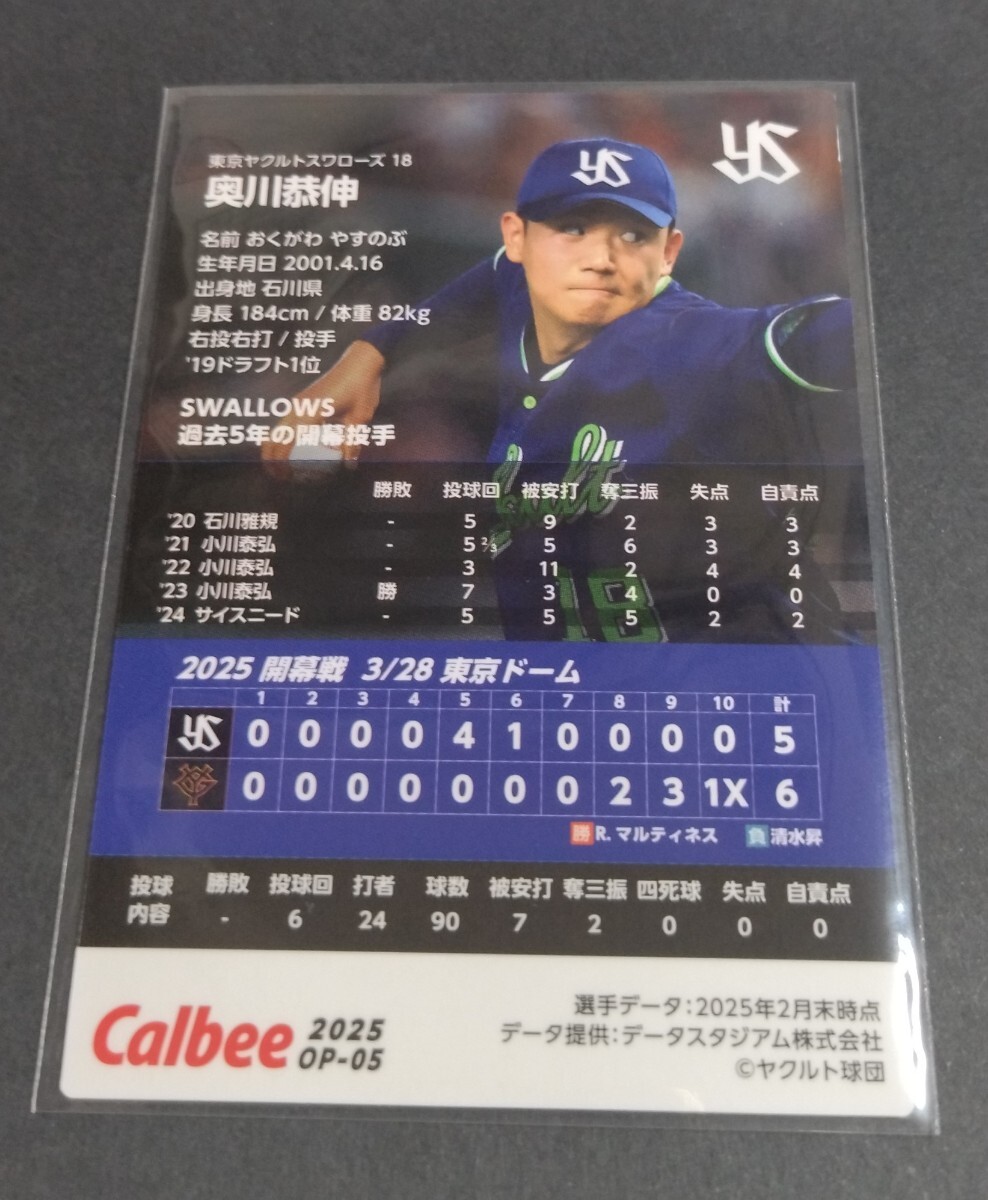 東京ヤクルトスワローズ 18
奥川恭伸
YS
YS
名前 おくがわ やすのぶ
生年月日 2001.4.16
出身地 石川県
身長 184cm / 体重 82kg
右投右打 / 投手
'19ドラフト1位
SWALLOWS
過去5年の開幕投手
18
勝敗 投球回 被安打 奪三振 失点 自責点
'20 石川雅規 - 5 9 2 3 3
'21 小川泰弘 - 5 2/3 5 6 3 3
'22 小川泰弘 - 3 11 2 4 4
'23 小川泰弘 勝 7 3 4 0 0
'24 サイスニード - 5 5 5 2 2
2025 開幕戦 3/28 東京ドーム
1 2 3 4 5 6 7 8 9 10 計
YS 0 0 0 0 4 1 0 0 0 0 5
0 0 0 0 0 0 0 2 3 1X 6
勝 R. マルティネス 負 清水昇
投球内容 勝敗 投球回 打者 球数 被安打 奪三振 四死球 失点 自責点
- 6 24 90 7 2 0 0 0
Calbee 2025
OP-05
選手データ:2025年2月末時点
データ提供:データスタジアム株式会社
©ヤクルト球団